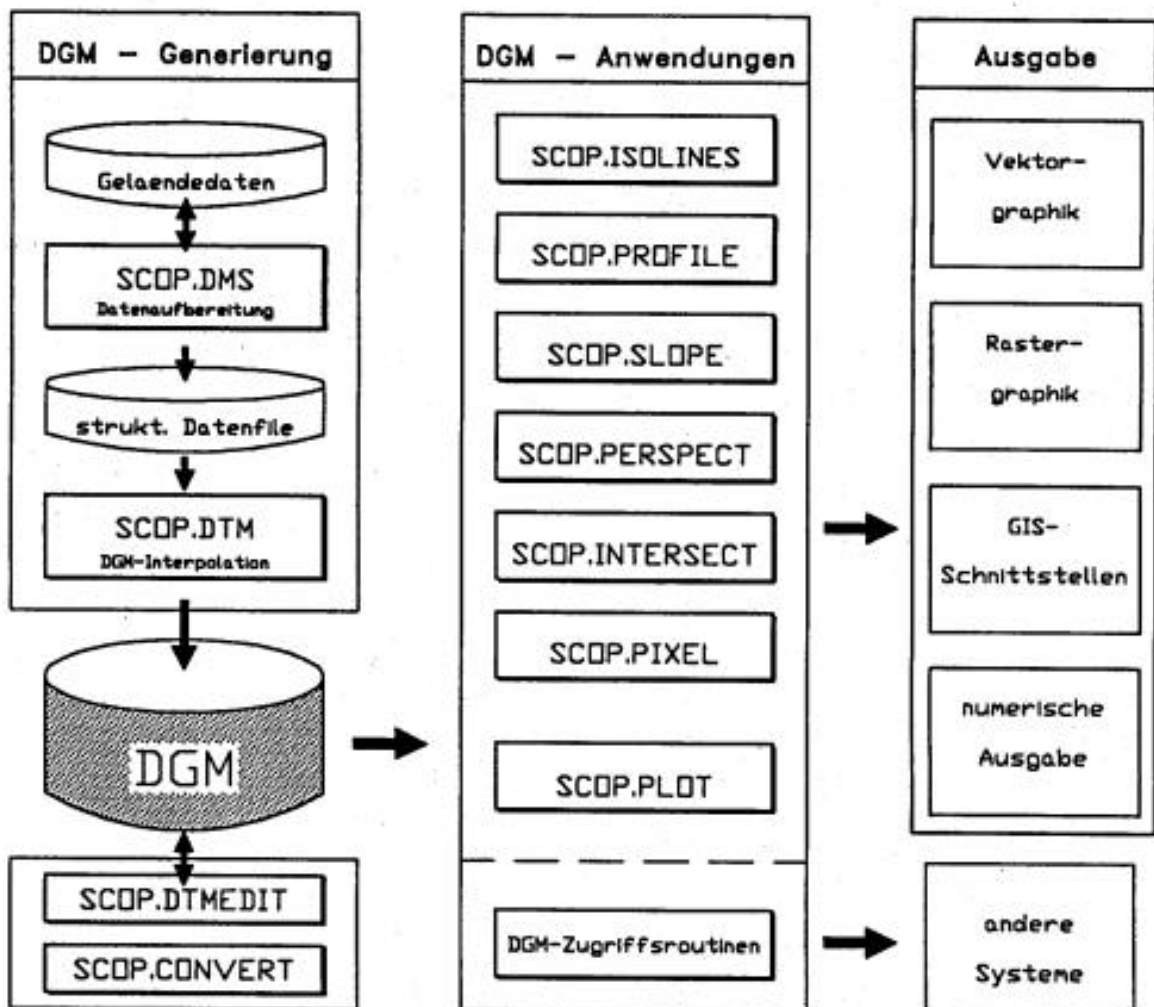 DGM - Generierung
Gelaendedaten
SCOP.DMS
Datenaufbereitung
strukt. Datenfile
SCOP.DTM
DGM-Interpolation
DGM
SCOP.DTMEDIT
SCOP.CONVERT
DGM - Anwendungen
SCOP.ISOLINES
SCOP.PROFILE
SCOP.SLOPE
SCOP.PERSPECT
SCOP.INTERSECT
SCOP.PIXEL
SCOP.PLOT
DGM-Zugriffsroutinen
Ausgabe
Vektor-
graphik
Raster-
graphik
GIS-
Schnittstellen
numerische
Ausgabe
andere
Systeme